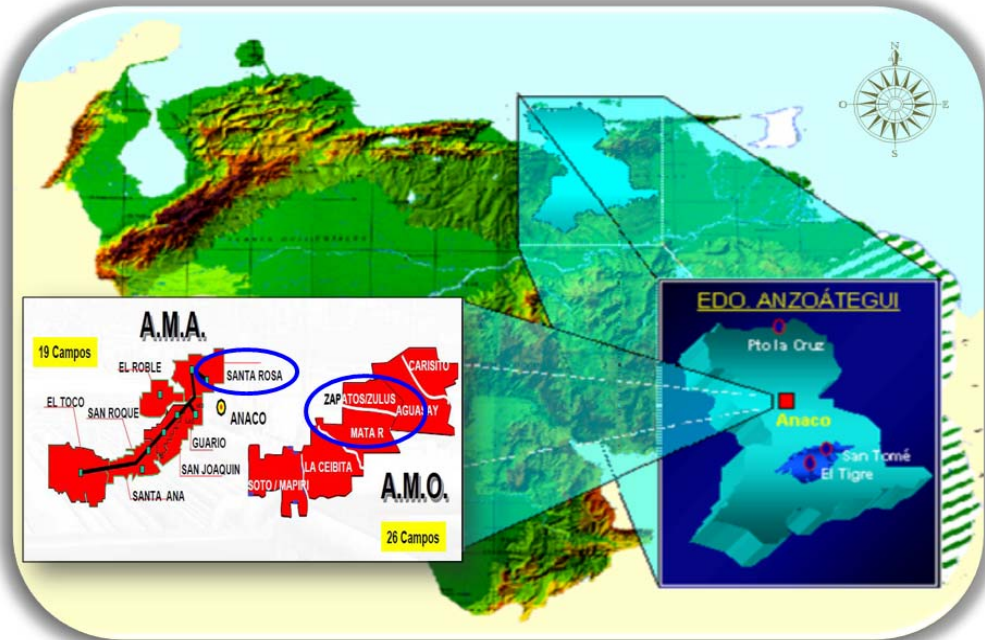 N
O
E
S
EDO. ANZOÁTEGUI
Pto la Cruz
Anaco
San Tomé
El Tigre
A.M.A.
19 Campos
EL ROBLE
SANTA ROSA
EL TOCO
SAN ROQUE
ANACO
GUARIO
SAN JOAQUIN
SANTA ANA
CARISITO
ZAPATOS/ZULUS
AGUASAY
MATA R
LA CEIBITA
SOTO / MAPIRI
A.M.O.
26 Campos